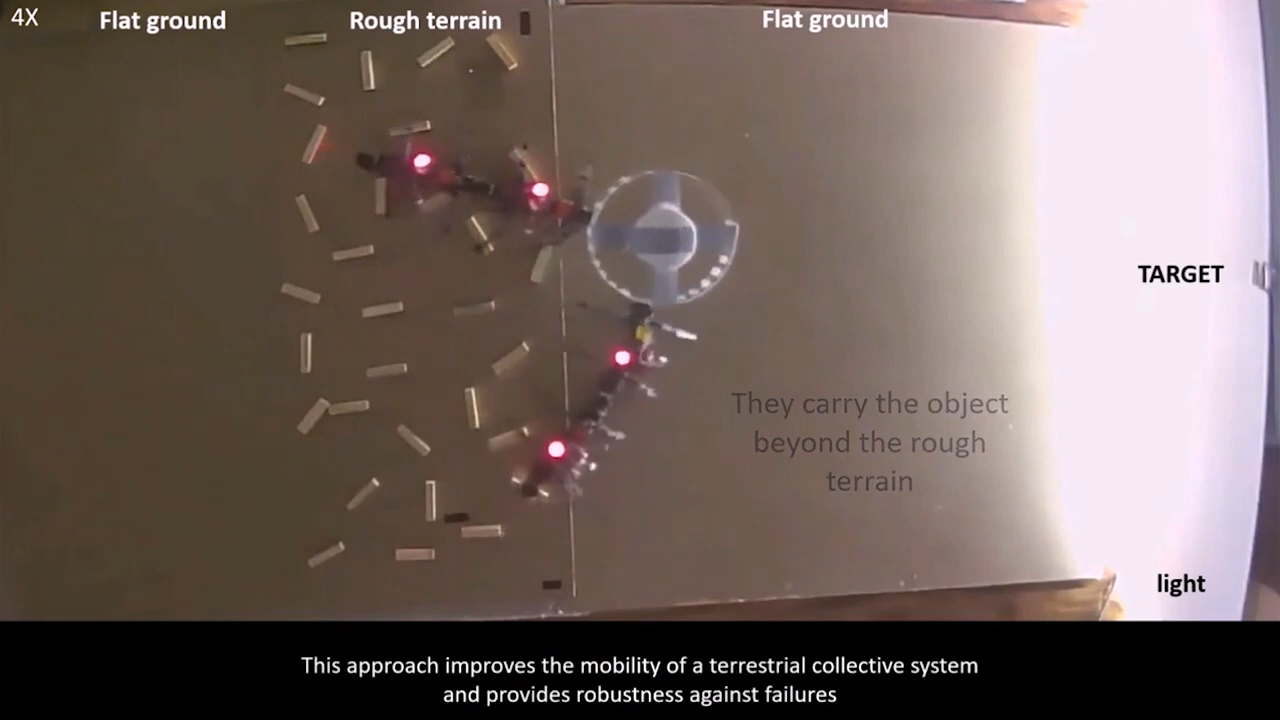 4X
Flat ground
Rough terrain
Flat ground
TARGET
They carry the object
beyond the rough
terrain
light
This approach improves the mobility of a terrestrial collective system
and provides robustness against failures